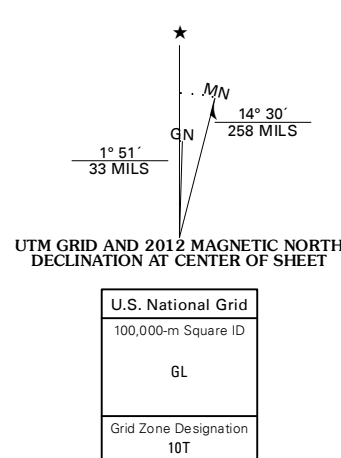 ★
MN
14° 30´
258 MILS
GN
1° 51´
33 MILS
UTM GRID AND 2012 MAGNETIC NORTH
DECLINATION AT CENTER OF SHEET
U.S. National Grid
100,000-m Square ID
GL
Grid Zone Designation
10T